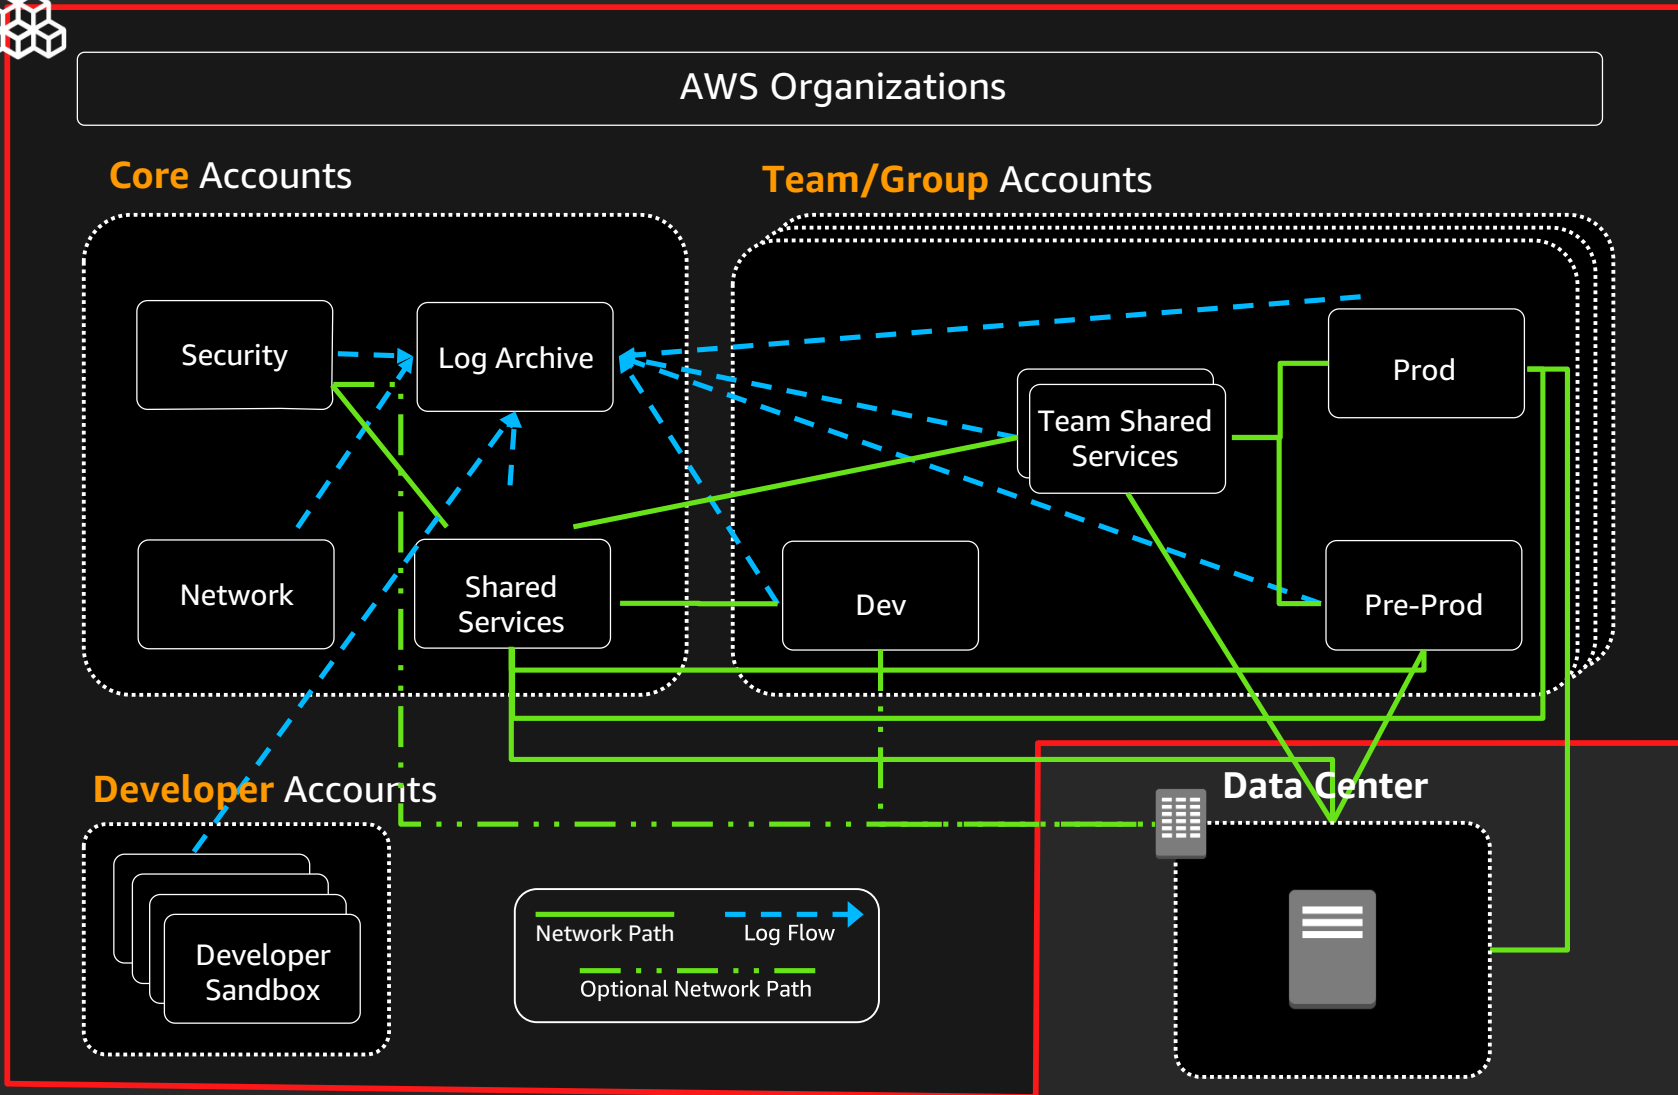 AWS Organizations
Core Accounts
Team/Group Accounts
Security
Log Archive
Prod
Team Shared
Services
Network
Shared
Services
Dev
Pre-Prod
Developer Accounts
Data Center
Developer
Sandbox
Network Path
Log Flow
Optional Network Path